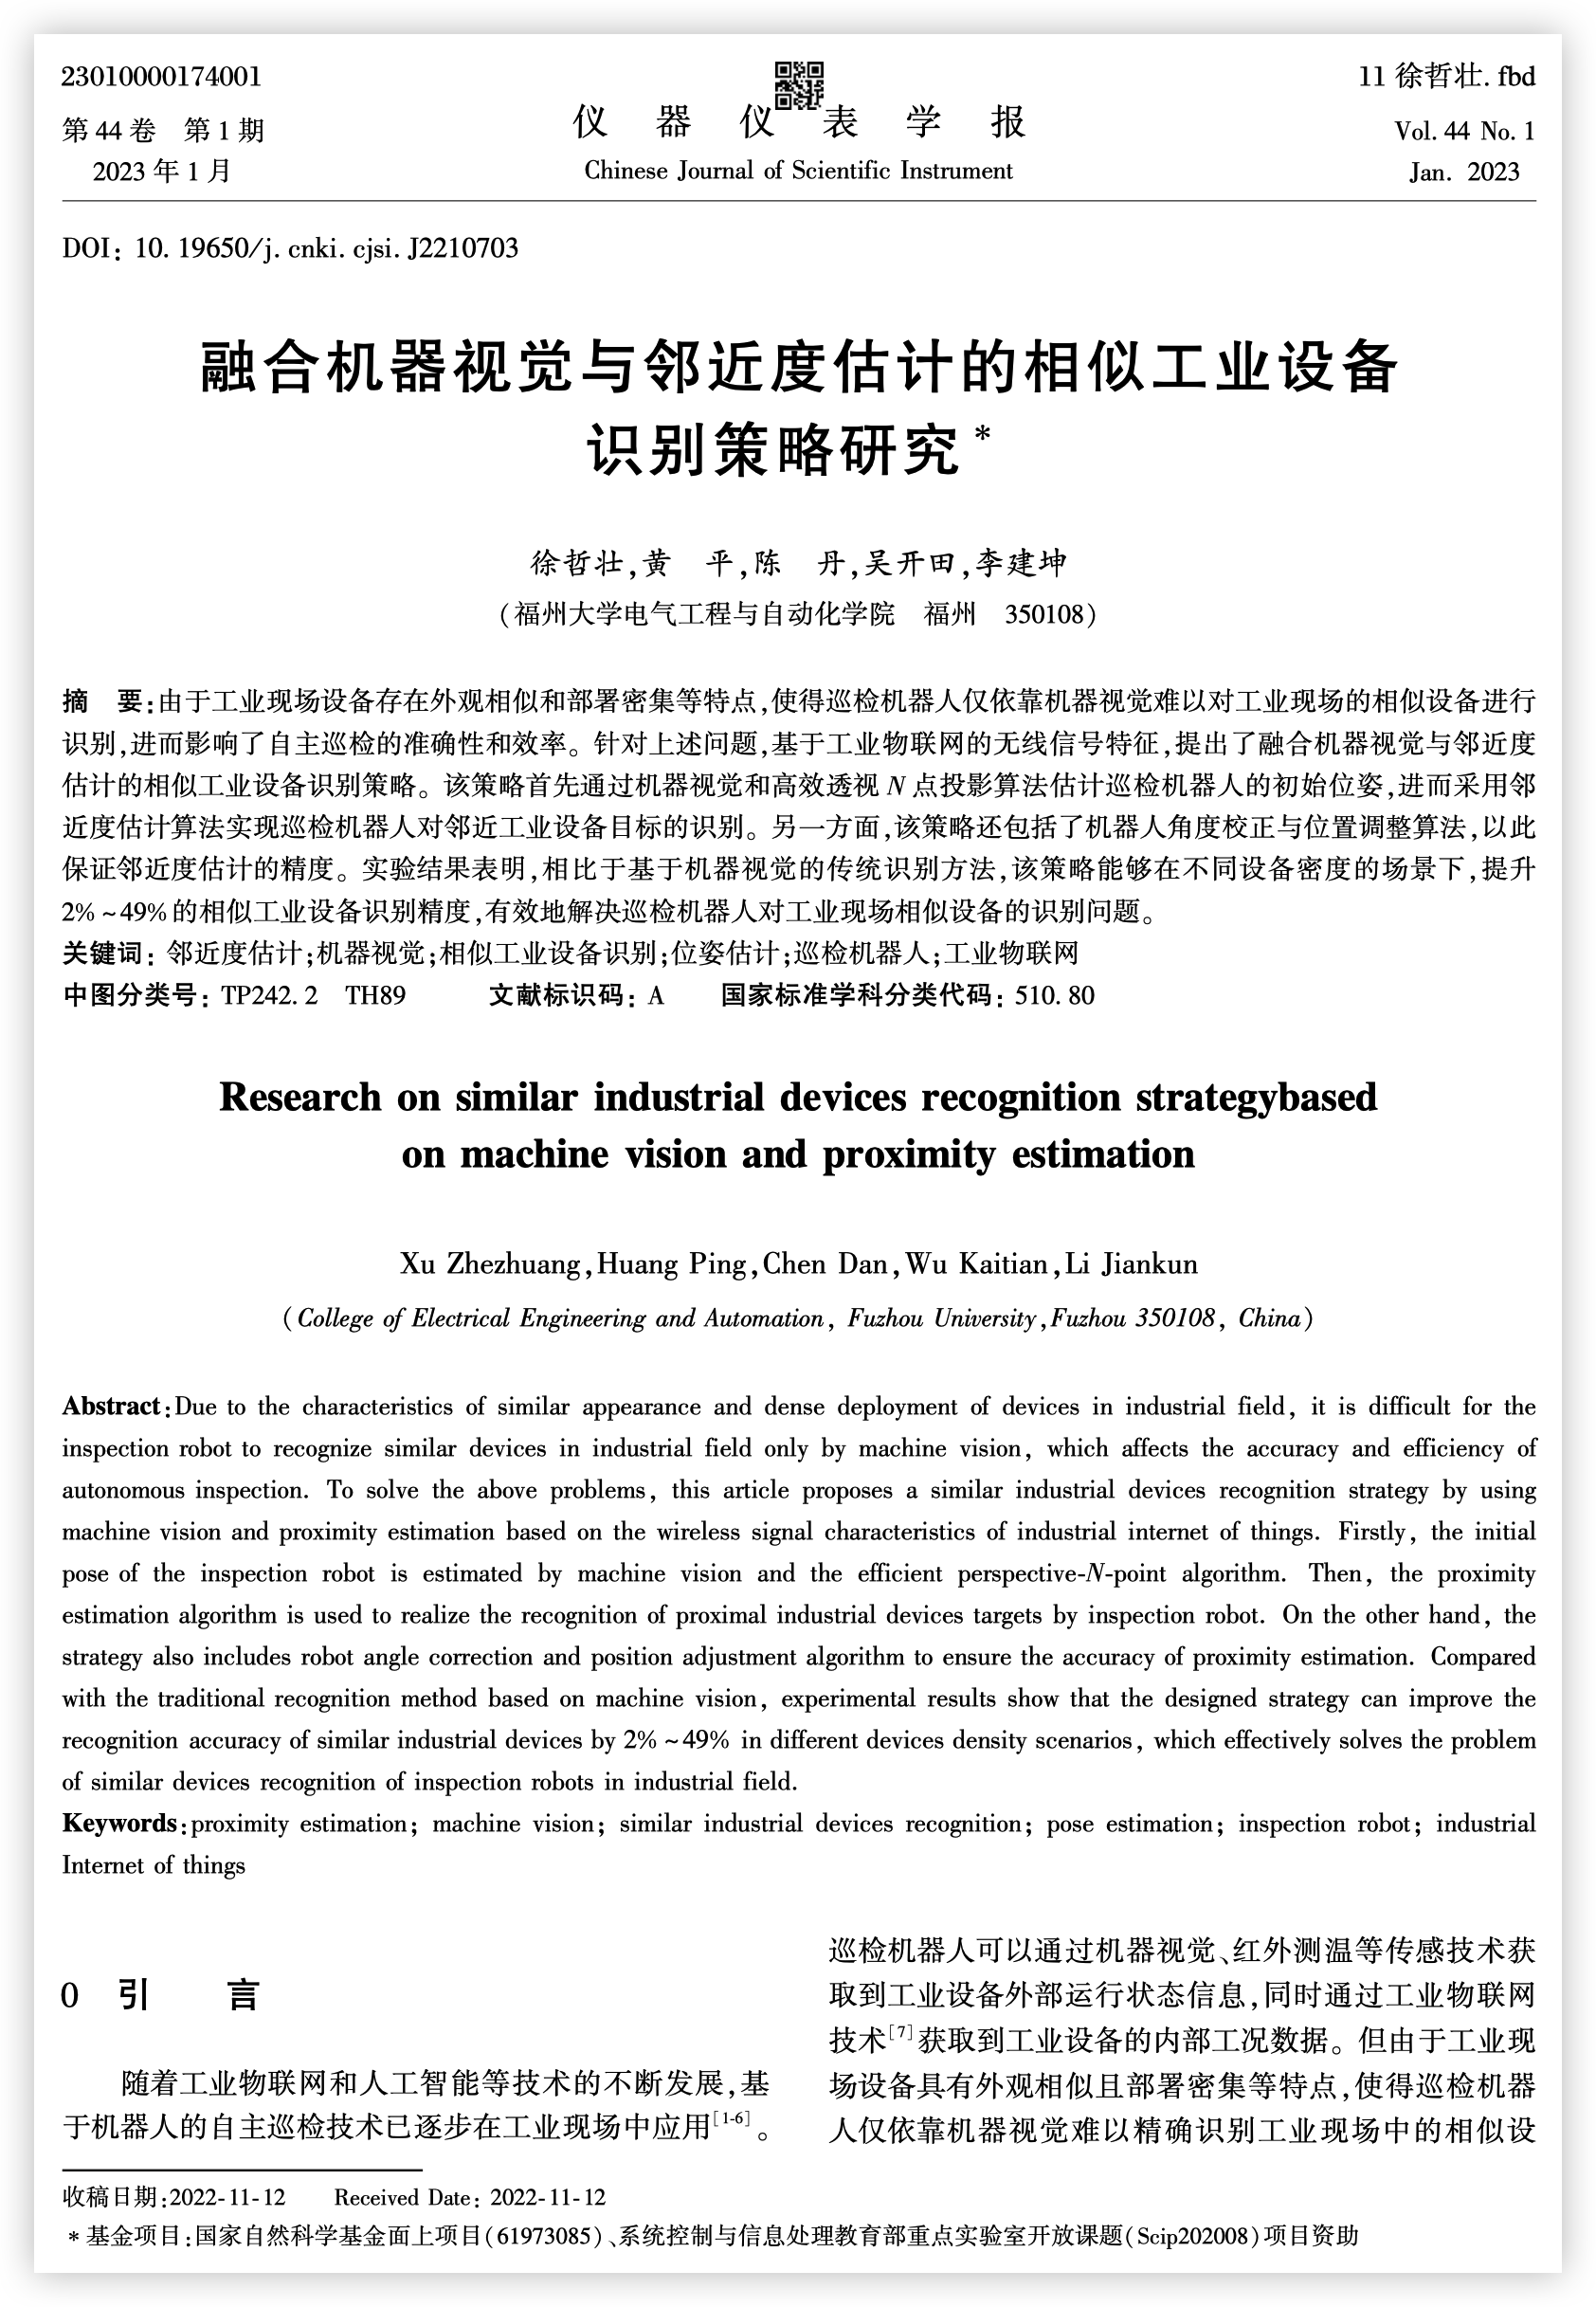 23010000174001
11 徐哲壮. fbd
第 44 卷　第 1 期
仪 器 仪 表 学 报
Vol. 44 No. 1
2023 年 1 月
Chinese Journal of Scientific Instrument
Jan. 2023
DOI: 10. 19650/j. cnki. cjsi. J2210703
融合机器视觉与邻近度估计的相似工业设备
识别策略研究*
徐哲壮,黄　平,陈　丹,吴开田,李建坤
(福州大学电气工程与自动化学院　福州　350108)
摘　要:由于工业现场设备存在外观相似和部署密集等特点,使得巡检机器人仅依靠机器视觉难以对工业现场的相似设备进行
识别,进而影响了自主巡检的准确性和效率。针对上述问题,基于工业物联网的无线信号特征,提出了融合机器视觉与邻近度
估计的相似工业设备识别策略。该策略首先通过机器视觉和高效透视 N 点投影算法估计巡检机器人的初始位姿,进而采用邻
近度估计算法实现巡检机器人对邻近工业设备目标的识别。另一方面,该策略还包括了机器人角度校正与位置调整算法,以此
保证邻近度估计的精度。实验结果表明,相比于基于机器视觉的传统识别方法,该策略能够在不同设备密度的场景下,提升
2%~49%的相似工业设备识别精度,有效地解决巡检机器人对工业现场相似设备的识别问题。
关键词: 邻近度估计;机器视觉;相似工业设备识别;位姿估计;巡检机器人;工业物联网
中图分类号: TP242. 2　TH89　　文献标识码: A　　国家标准学科分类代码: 510. 80
Research on similar industrial devices recognition strategybased
on machine vision and proximity estimation
Xu Zhezhuang,Huang Ping,Chen Dan,Wu Kaitian,Li Jiankun
(College of Electrical Engineering and Automation, Fuzhou University,Fuzhou 350108, China)
Abstract:Due to the characteristics of similar appearance and dense deployment of devices in industrial field, it is difficult for the
inspection robot to recognize similar devices in industrial field only by machine vision, which affects the accuracy and efficiency of
autonomous inspection. To solve the above problems, this article proposes a similar industrial devices recognition strategy by using
machine vision and proximity estimation based on the wireless signal characteristics of industrial internet of things. Firstly, the initial
pose of the inspection robot is estimated by machine vision and the efficient perspective-N-point algorithm. Then, the proximity
estimation algorithm is used to realize the recognition of proximal industrial devices targets by inspection robot. On the other hand, the
strategy also includes robot angle correction and position adjustment algorithm to ensure the accuracy of proximity estimation. Compared
with the traditional recognition method based on machine vision, experimental results show that the designed strategy can improve the
recognition accuracy of similar industrial devices by 2%~49% in different devices density scenarios, which effectively solves the problem
of similar devices recognition of inspection robots in industrial field.
Keywords:proximity estimation; machine vision; similar industrial devices recognition; pose estimation; inspection robot; industrial
Internet of things
0　引　　言
随着工业物联网和人工智能等技术的不断发展,基
于机器人的自主巡检技术已逐步在工业现场中应用[1-6]。
巡检机器人可以通过机器视觉、红外测温等传感技术获
取到工业设备外部运行状态信息,同时通过工业物联网
技术[7]获取到工业设备的内部工况数据。但由于工业现
场设备具有外观相似且部署密集等特点,使得巡检机器
人仅依靠机器视觉难以精确识别工业现场中的相似设
收稿日期:2022-11-12　　Received Date: 2022-11-12
* 基金项目:国家自然科学基金面上项目(61973085)、系统控制与信息处理教育部重点实验室开放课题(Scip202008)项目资助